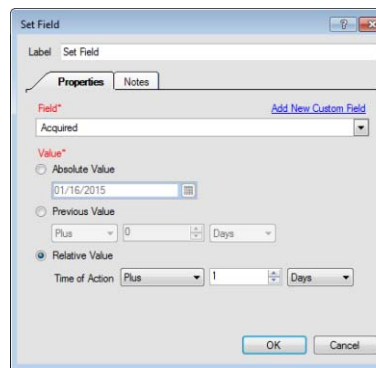 Set Field
Label Set Field
Properties Notes
Field* Add New Custom Field
Acquired
Value*
Absolute Value
01/16/2015
Previous Value
Plus 0 Days
Relative Value
Time of Action Plus 1 Days
OK Cancel